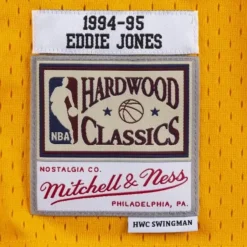 1994-95
EDDIE JONES
HARDWOOD
NBA
CLASSICS
NOSTALGIA CO.
Mitchell & Ness
PHILADELPHIA, PA.
HWC SWINGMAN